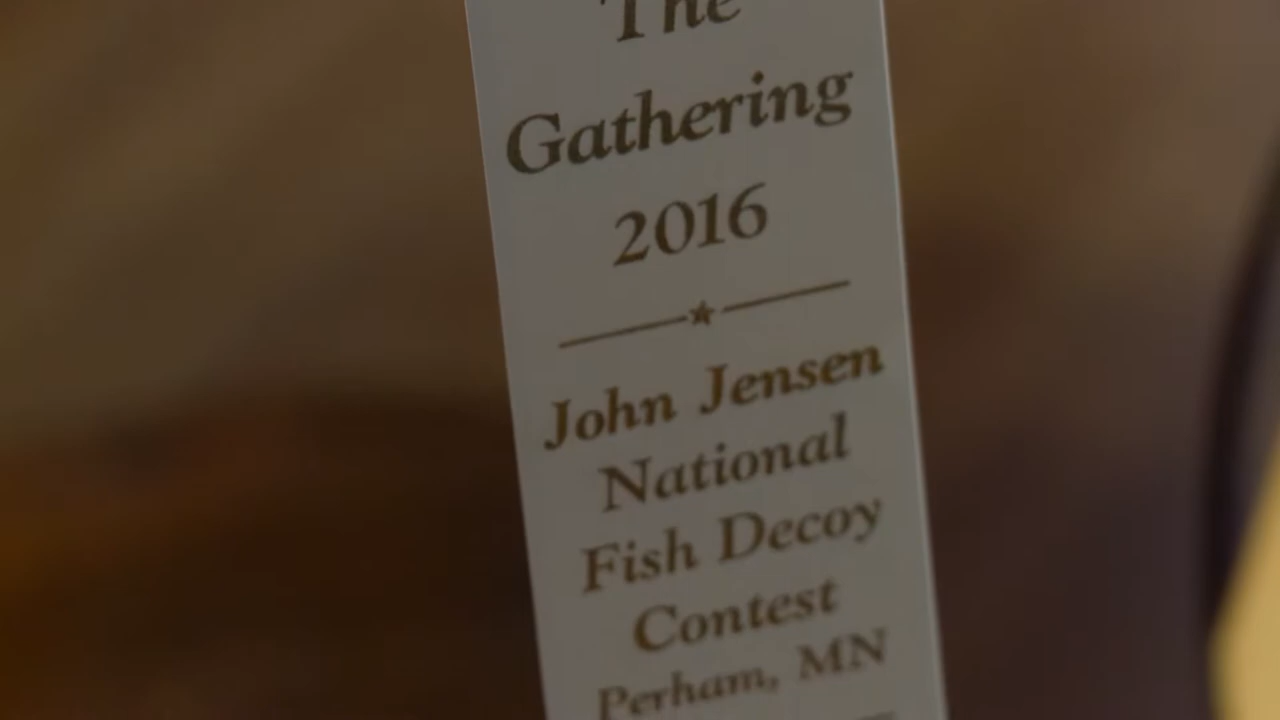 The
Gathering
2016
John Jensen
National
Fish Decoy
Contest
Perham, MN